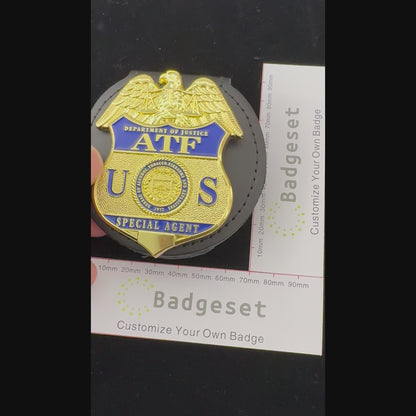 DEPARTMENT OF JUSTICE
ATF
U S
1972
SPECIAL AGENT
10mm 20mm 30mm 40mm 50mm 60mm 70mm 80mm 90mm
Badgeset
Customize Your Own Badge
10mm 20mm 30mm 40mm 50mm 60mm 70mm 80mm 90mm
Badgeset
Customize Your Own Badge